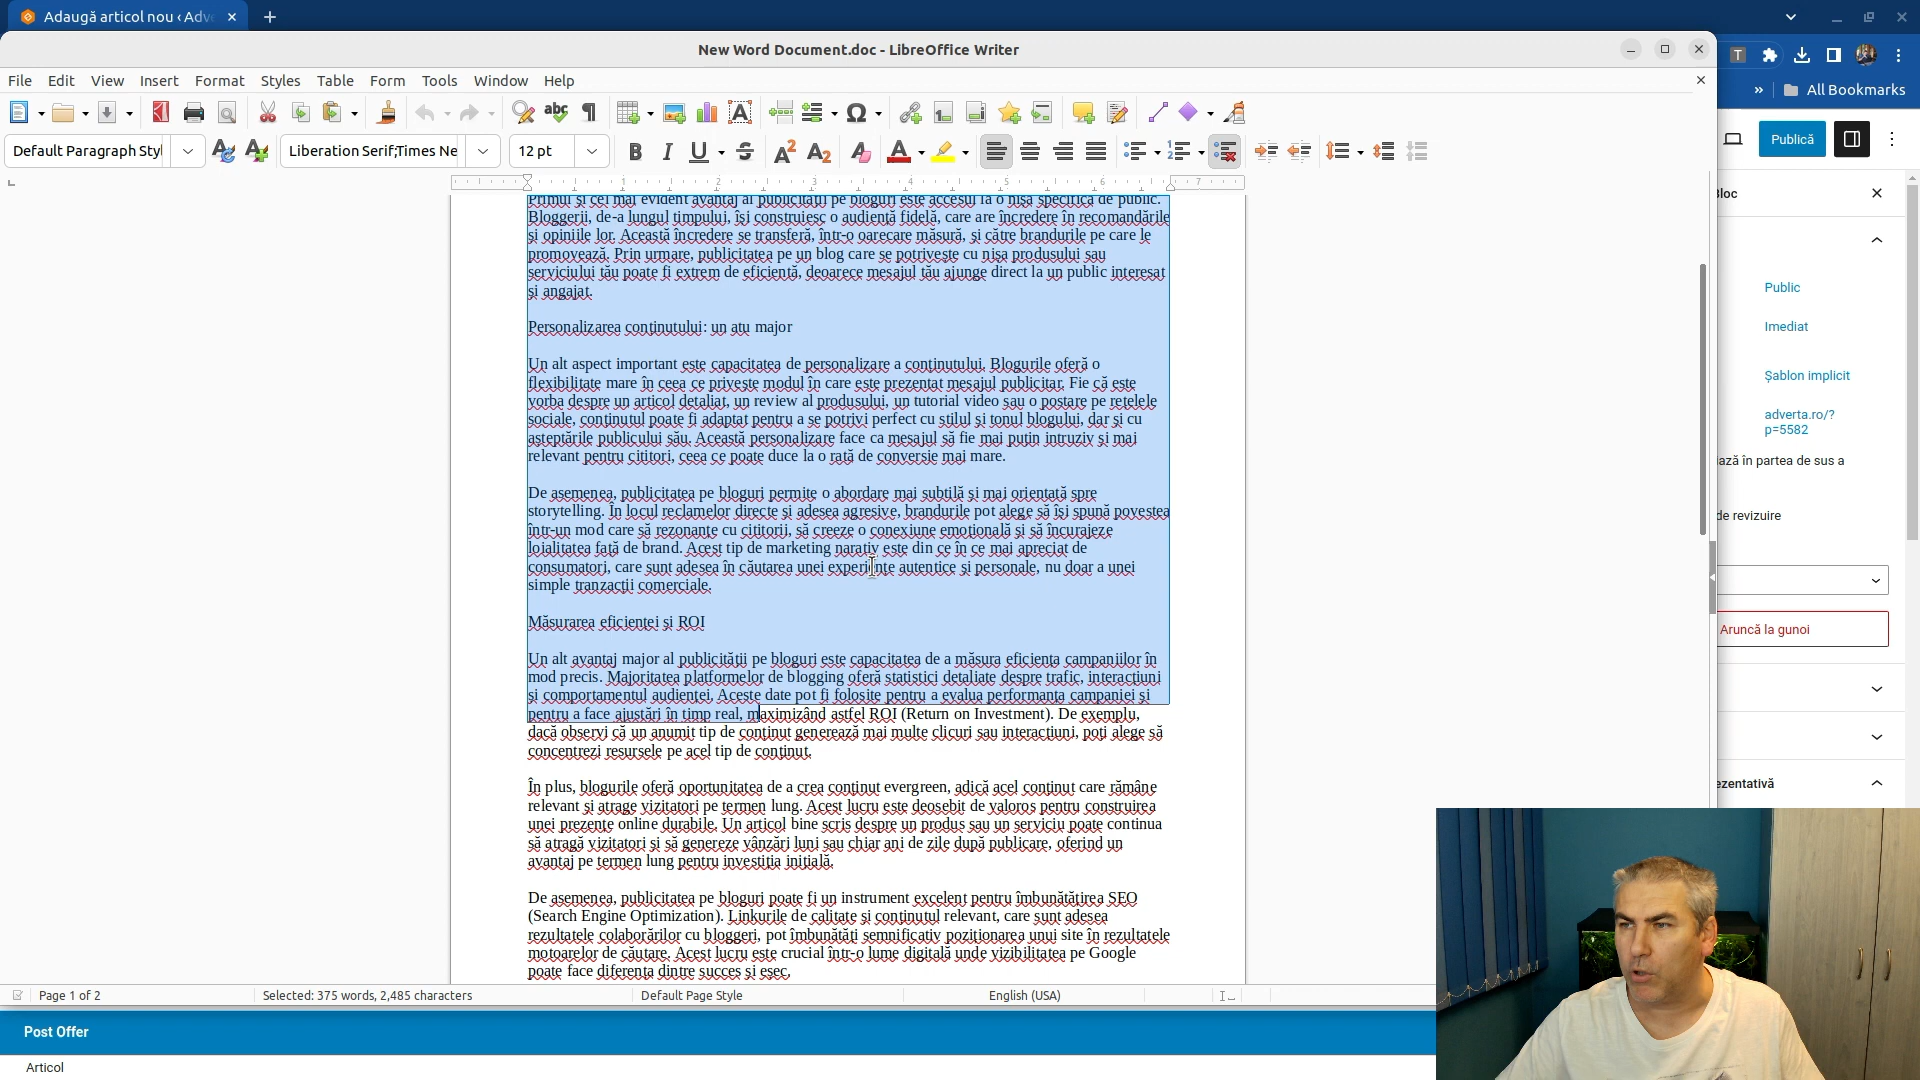 Adaugă articol nou ‹ Adv
New Word Document.doc - LibreOffice Writer
File Edit View Insert Format Styles Table Form Tools Window Help
All Bookmarks
Default Paragraph Styl
Liberation Serif;Times Ne
12 pt
Publică
1 2 3 4 5 6 7
Bloc
Primul și cel mai evident avantaj al publicității pe bloguri este accesul la o nișă specifică de public.
Bloggerii, de-a lungul timpului, își construiesc o audiență fidelă, care are încredere în recomandările
și opiniile lor. Această încredere se transferă, într-o oarecare măsură, și către brandurile pe care le
promovează. Prin urmare, publicitatea pe un blog care se potrivește cu nișa produsului sau
serviciului tău poate fi extrem de eficientă, deoarece mesajul tău ajunge direct la un public interesat
și angajat.
Personalizarea conținutului: un atu major
Un alt aspect important este capacitatea de personalizare a conținutului. Blogurile oferă o
flexibilitate mare în ceea ce privește modul în care este prezentat mesajul publicitar. Fie că este
vorba despre un articol detaliat, un review al produsului, un tutorial video sau o postare pe rețelele
sociale, conținutul poate fi adaptat pentru a se potrivi perfect cu stilul și tonul blogului, dar și cu
așteptările publicului său. Această personalizare face ca mesajul să fie mai puțin intruziv și mai
relevant pentru cititori, ceea ce poate duce la o rată de conversie mai mare.
De asemenea, publicitatea pe bloguri permite o abordare mai subtilă și mai orientată spre
storytelling. În locul reclamelor directe și adesea agresive, brandurile pot alege să își spună povestea
într-un mod care să rezonanțe cu cititorii, să creeze o conexiune emoțională și să încurajeze
loialitatea față de brand. Acest tip de marketing narativ este din ce în ce mai apreciat de
consumatori, care sunt adesea în căutarea unei experiențe autentice și personale, nu doar a unei
simple tranzacții comerciale.
Măsurarea eficienței și ROI
Un alt avantaj major al publicității pe bloguri este capacitatea de a măsura eficiența campaniilor în
mod precis. Majoritatea platformelor de blogging oferă statistici detaliate despre trafic, interacțiuni
și comportamentul audienței. Aceste date pot fi folosite pentru a evalua performanța campaniei și
pentru a face ajustări în timp real, maximizând astfel ROI (Return on Investment). De exemplu,
dacă observi că un anumit tip de conținut generează mai multe clicuri sau interacțiuni, poți alege să
concentrezi resursele pe acel tip de conținut.
În plus, blogurile oferă oportunitatea de a crea conținut evergreen, adică acel conținut care rămâne
relevant și atrage vizitatori pe termen lung. Acest lucru este deosebit de valoros pentru construirea
unei prezențe online durabile. Un articol bine scris despre un produs sau un serviciu poate continua
să atragă vizitatori și să genereze vânzări luni sau chiar ani de zile după publicare, oferind un
avantaj pe termen lung pentru investiția inițială.
De asemenea, publicitatea pe bloguri poate fi un instrument excelent pentru îmbunătățirea SEO
(Search Engine Optimization). Linkurile de calitate și conținutul relevant, care sunt adesea
rezultatele colaborărilor cu bloggeri, pot îmbunătăți semnificativ poziționarea unui site în rezultatele
motoarelor de căutare. Acest lucru este crucial într-o lume digitală unde vizibilitatea pe Google
poate face diferența dintre succes și eșec.
Public
Imediat
Șablon implicit
adverta.ro/?
p=5582
ază în partea de sus a
de revizuire
Aruncă la gunoi
ezentativă
Page 1 of 2
Selected: 375 words, 2,485 characters
Default Page Style
English (USA)
Post Offer
Articol